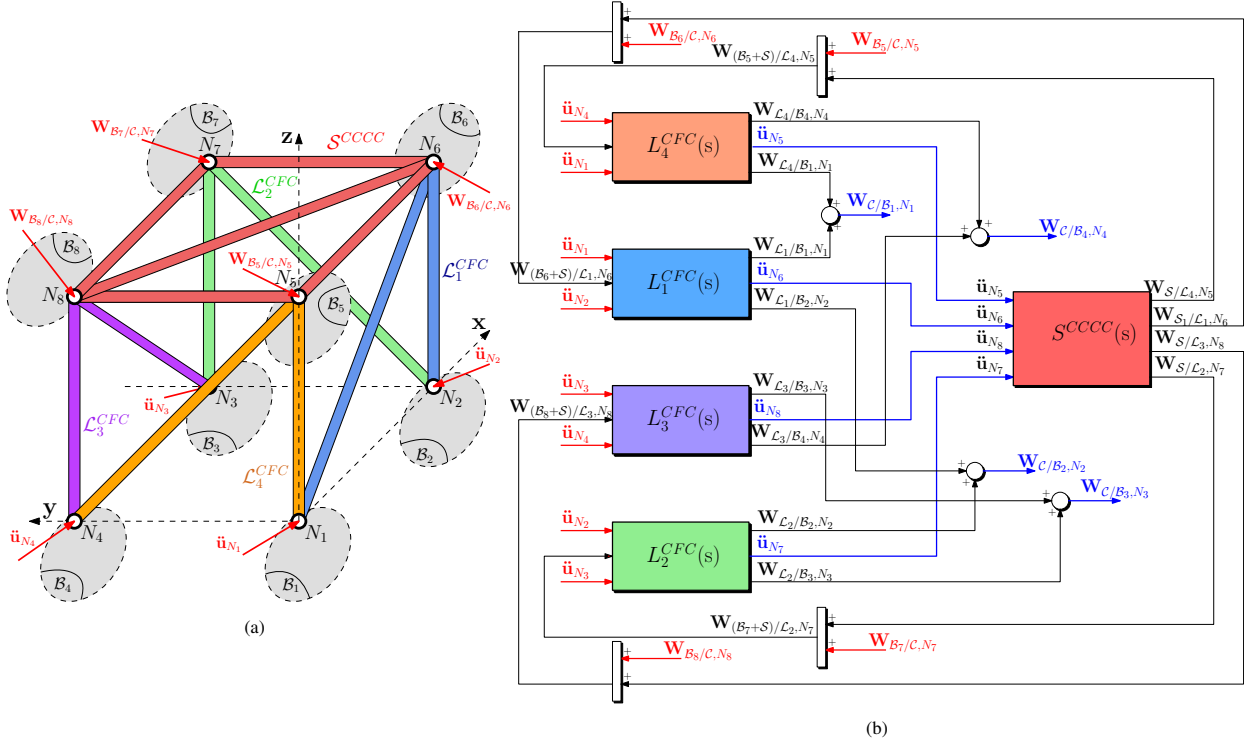 B₇
N₇
W_{B₇/C,N₇}
z
S^{CCCC}
B₆
N₆
W_{B₆/C,N₆}
L₂^{CFC}
W_{B₈/C,N₈}
B₈
N₈
W_{B₅/C,N₅}
N₅
B₅
L₁^{CFC}
x
ü_{N₂}
N₂
B₂
ü_{N₃}
N₃
B₃
L₃^{CFC}
L₄^{CFC}
y
ü_{N₄}
N₄
B₄
ü_{N₁}
N₁
B₁
(a)
+
W_{B₆/C,N₆}
+
W_{(B₅+S)/L₄,N₅}
+
W_{B₅/C,N₅}
+
ü_{N₄}
ü_{N₁}
L₄^{CFC}(s)
W_{L₄/B₄,N₄}
ü_{N₅}
W_{L₄/B₁,N₁}
+
+
W_{C/B₁,N₁}
+
+
W_{C/B₄,N₄}
W_{(B₆+S)/L₁,N₆}
ü_{N₁}
ü_{N₂}
L₁^{CFC}(s)
W_{L₁/B₁,N₁}
ü_{N₆}
W_{L₁/B₂,N₂}
ü_{N₅}
ü_{N₆}
ü_{N₈}
ü_{N₇}
S^{CCCC}(s)
W_{S/L₄,N₅}
W_{S₁/L₁,N₆}
W_{S/L₃,N₈}
W_{S/L₂,N₇}
W_{(B₈+S)/L₃,N₈}
ü_{N₃}
ü_{N₄}
L₃^{CFC}(s)
W_{L₃/B₃,N₃}
ü_{N₈}
W_{L₃/B₄,N₄}
+
+
W_{C/B₂,N₂}
+
+
W_{C/B₃,N₃}
ü_{N₂}
ü_{N₃}
L₂^{CFC}(s)
W_{L₂/B₂,N₂}
ü_{N₇}
W_{L₂/B₃,N₃}
W_{(B₇+S)/L₂,N₇}
+
+
W_{B₇/C,N₇}
+
W_{B₈/C,N₈}
+
(b)